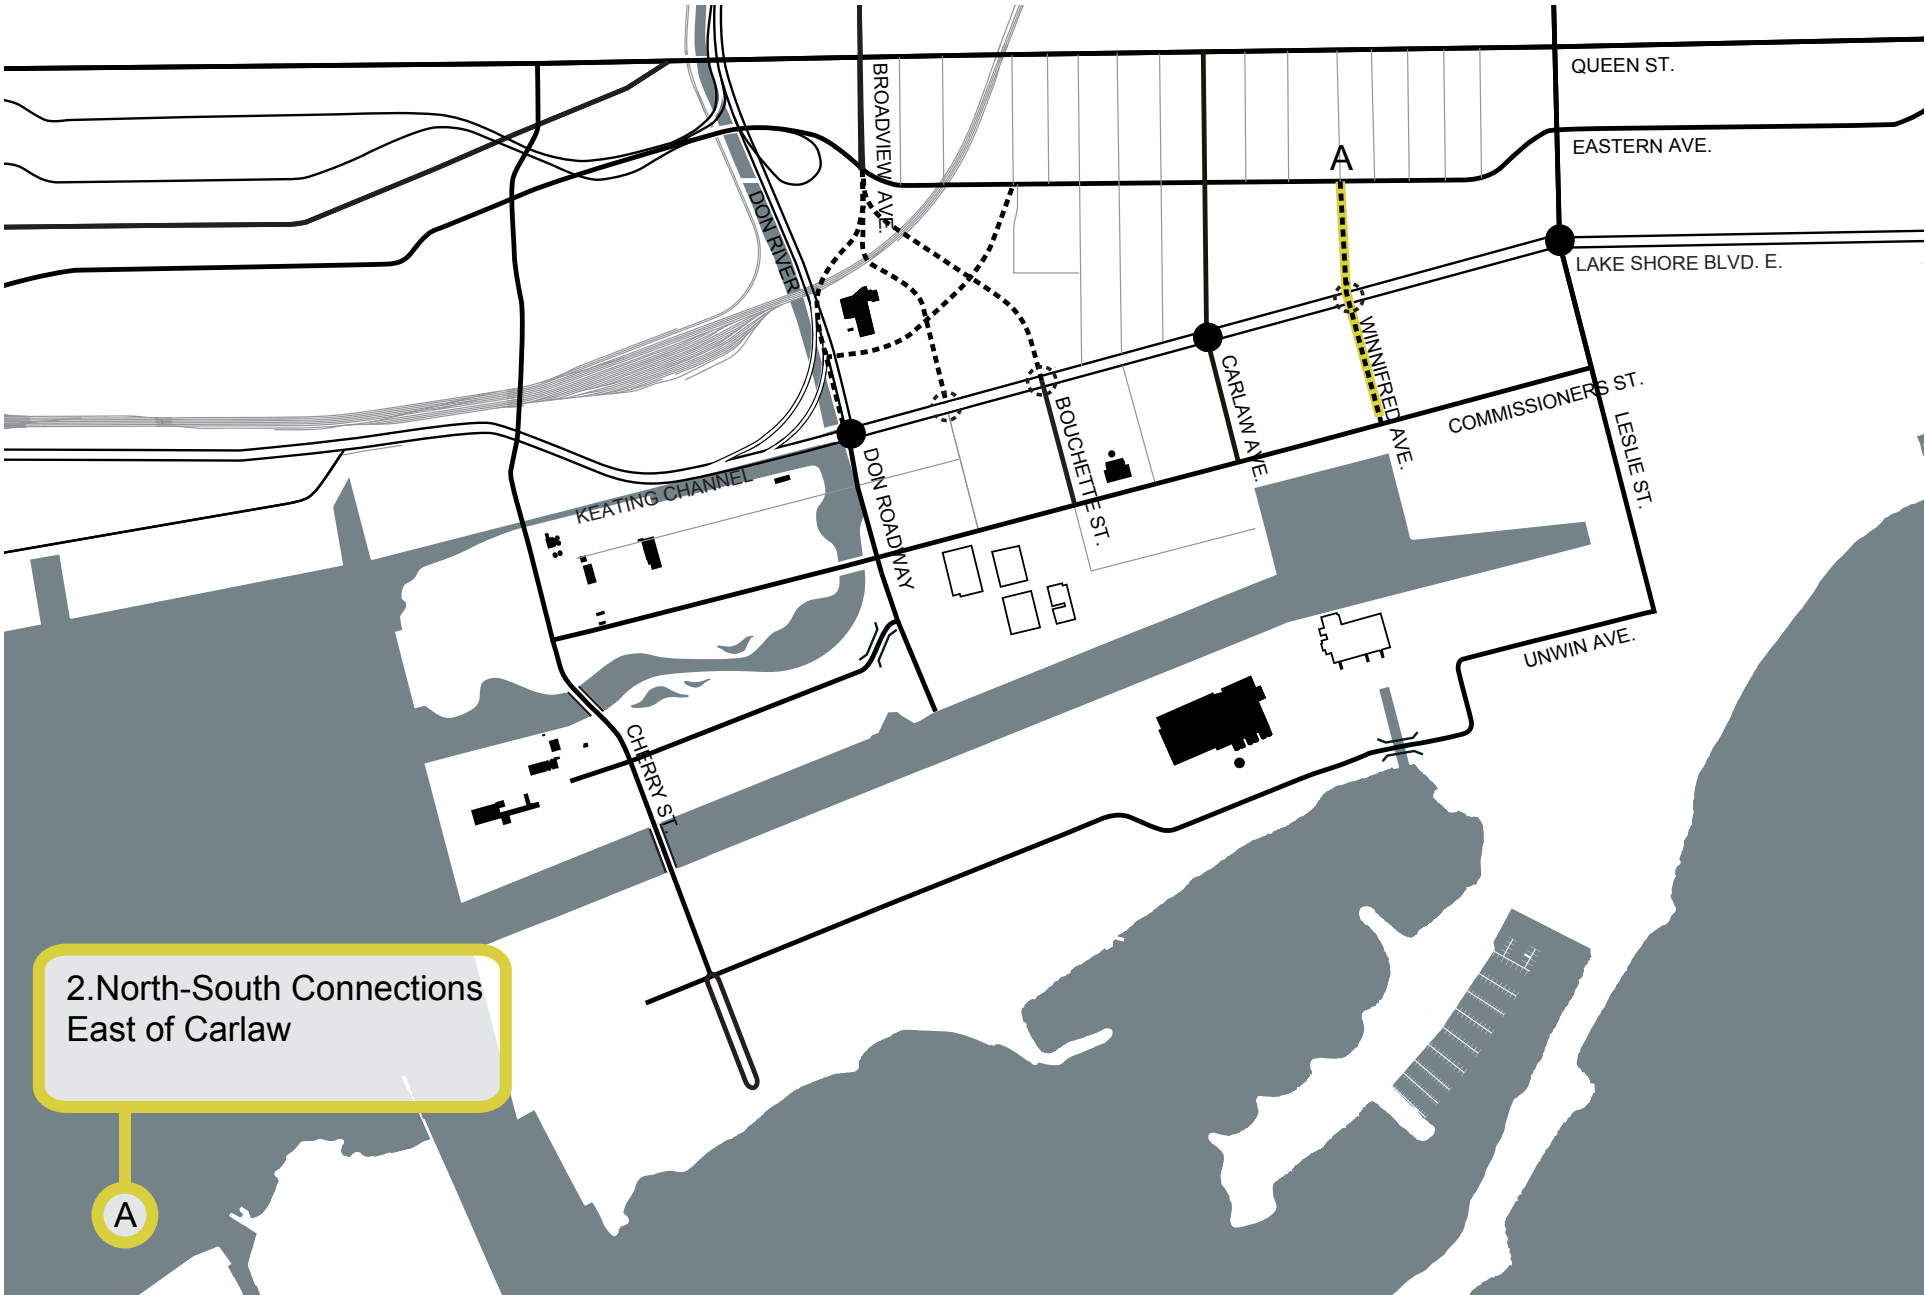 QUEEN ST.
BROADVIEW AVE.
EASTERN AVE.
A
DON RIVER
LAKE SHORE BLVD. E.
WINNIFRED AVE.
CARLAW AVE.
COMMISSIONERS ST.
BOUCHETTE ST.
LESLIE ST.
KEATING CHANNEL
DON ROADWAY
UNWIN AVE.
CHERRY ST.
2.North-South Connections
East of Carlaw
A